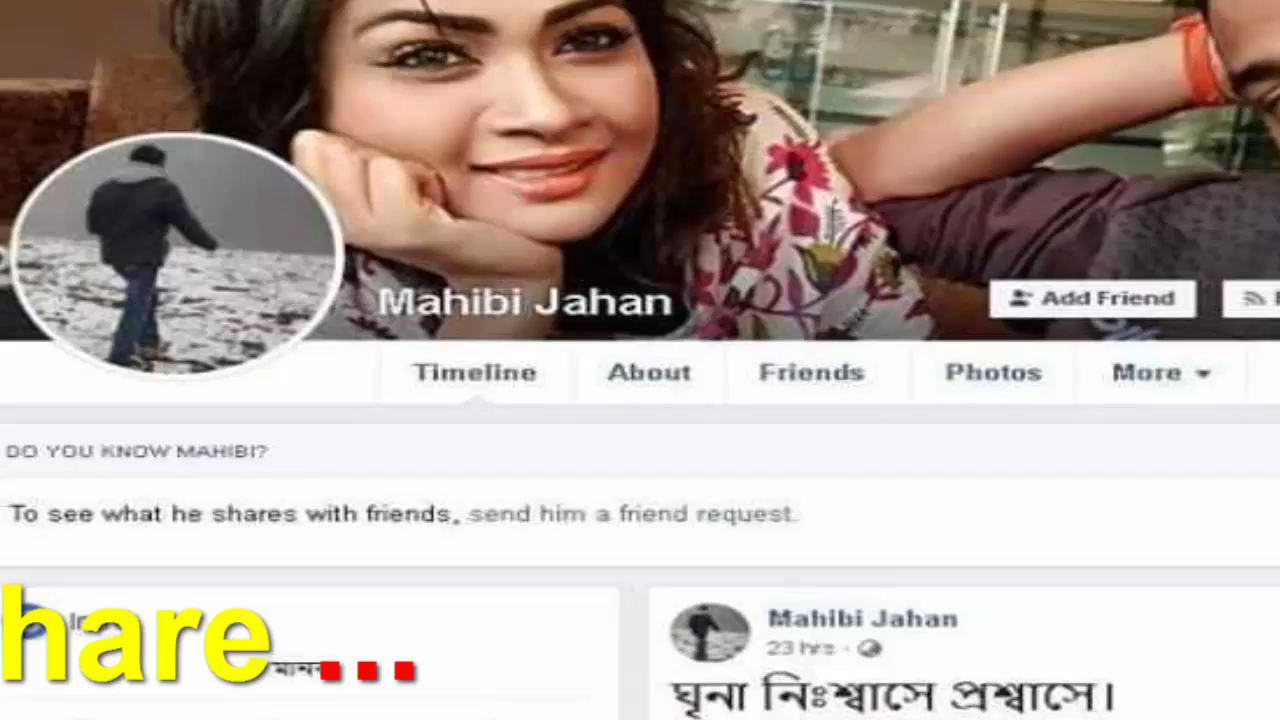 Mahibi Jahan
Add Friend
Timeline
About
Friends
Photos
More
DO YOU KNOW MAHIBI?
To see what he shares with friends, send him a friend request.
hare ...
Mahibi Jahan
23 hrs ·
ঘৃনা নিঃশ্বাসে প্রশ্বাসে।